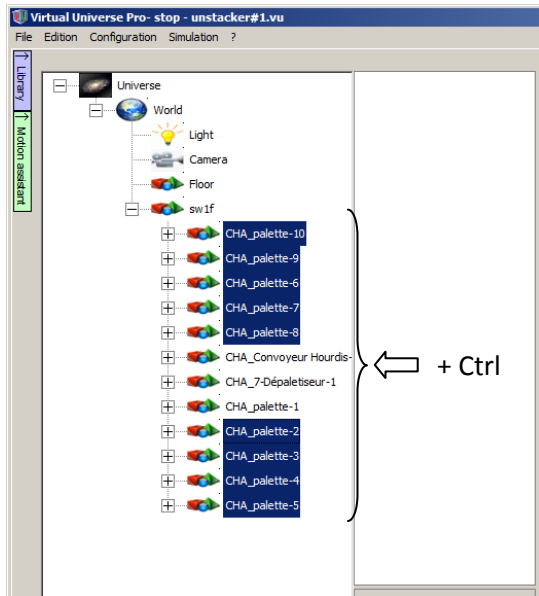 Virtual Universe Pro- stop - unstacker#1.vu
File Edition Configuration Simulation ?
↑ Library
↑ Motion assistant
Universe
World
Light
Camera
Floor
sw1f
CHA_palette-10
CHA_palette-9
CHA_palette-6
CHA_palette-7
CHA_palette-8
CHA_Convoyeur Hourdis-
CHA_7-Dépaletiseur-1
CHA_palette-1
CHA_palette-2
CHA_palette-3
CHA_palette-4
CHA_palette-5
+ Ctrl